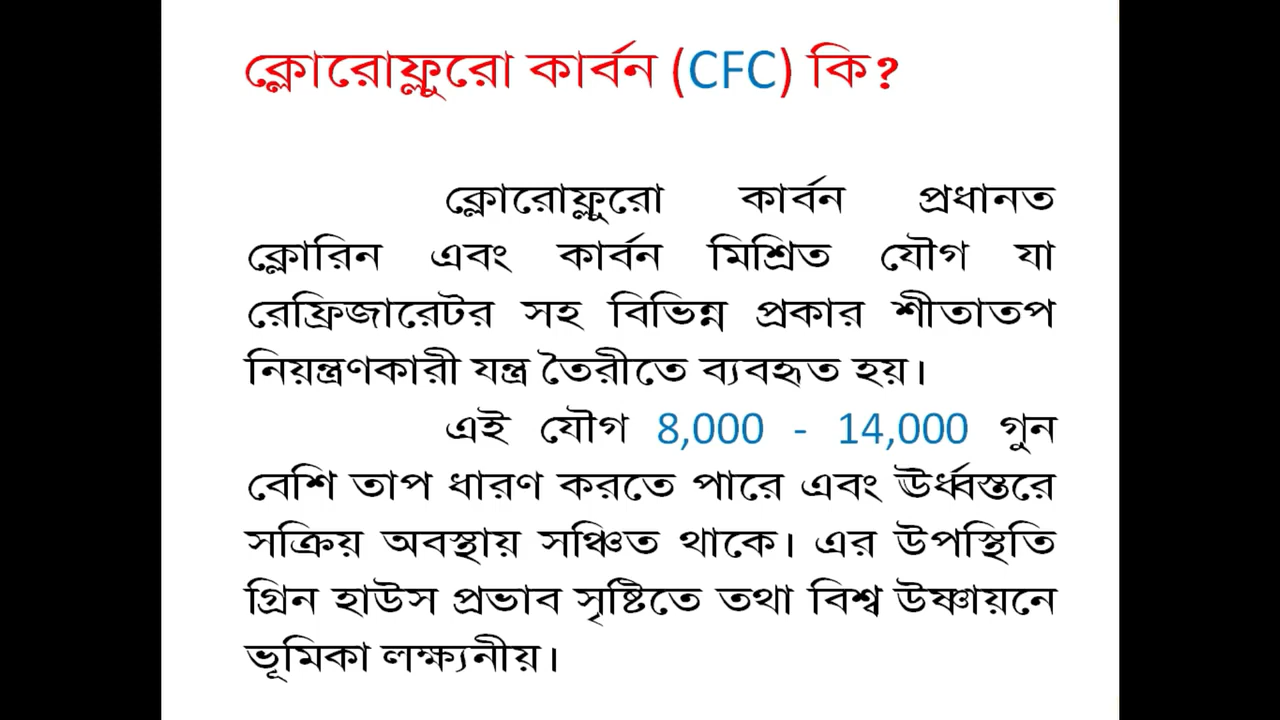 ক্লোরোফ্লুরো কার্বন (CFC) কি?
ক্লোরোফ্লুরো কার্বন প্রধানত
ক্লোরিন এবং কার্বন মিশ্রিত যৌগ যা
রেফ্রিজারেটর সহ বিভিন্ন প্রকার শীতাতপ
নিয়ন্ত্রণকারী যন্ত্র তৈরীতে ব্যবহৃত হয়।
এই যৌগ 8,000 - 14,000 গুন
বেশি তাপ ধারণ করতে পারে এবং ঊর্ধ্বস্তরে
সক্রিয় অবস্থায় সঞ্চিত থাকে। এর উপস্থিতি
গ্রিন হাউস প্রভাব সৃষ্টিতে তথা বিশ্ব উষ্ণায়নে
ভূমিকা লক্ষ্যনীয়।